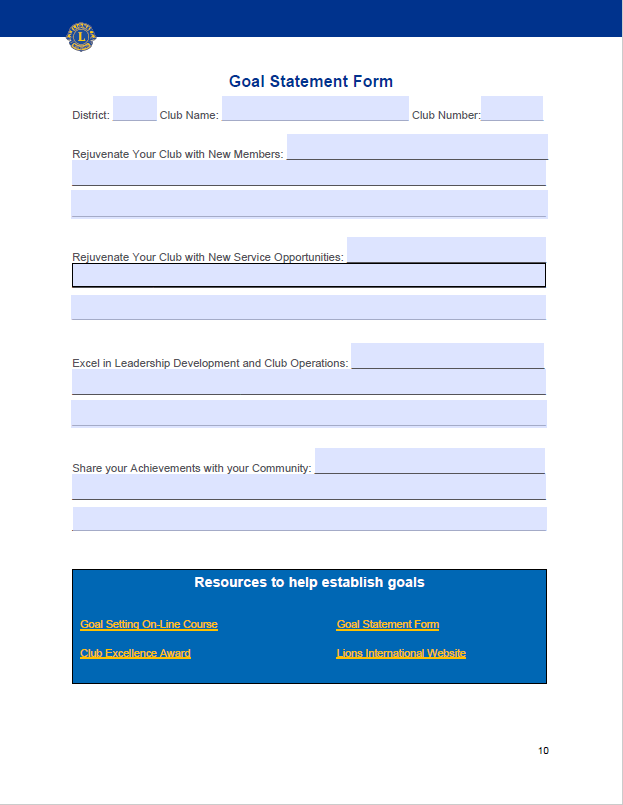 LIONS
L
INTERNATIONAL
Goal Statement Form
District: Club Name: Club Number:
Rejuvenate Your Club with New Members:
Rejuvenate Your Club with New Service Opportunities:
Excel in Leadership Development and Club Operations:
Share your Achievements with your Community:
Resources to help establish goals
Goal Setting On-Line Course Goal Statement Form
Club Excellence Award Lions International Website
10